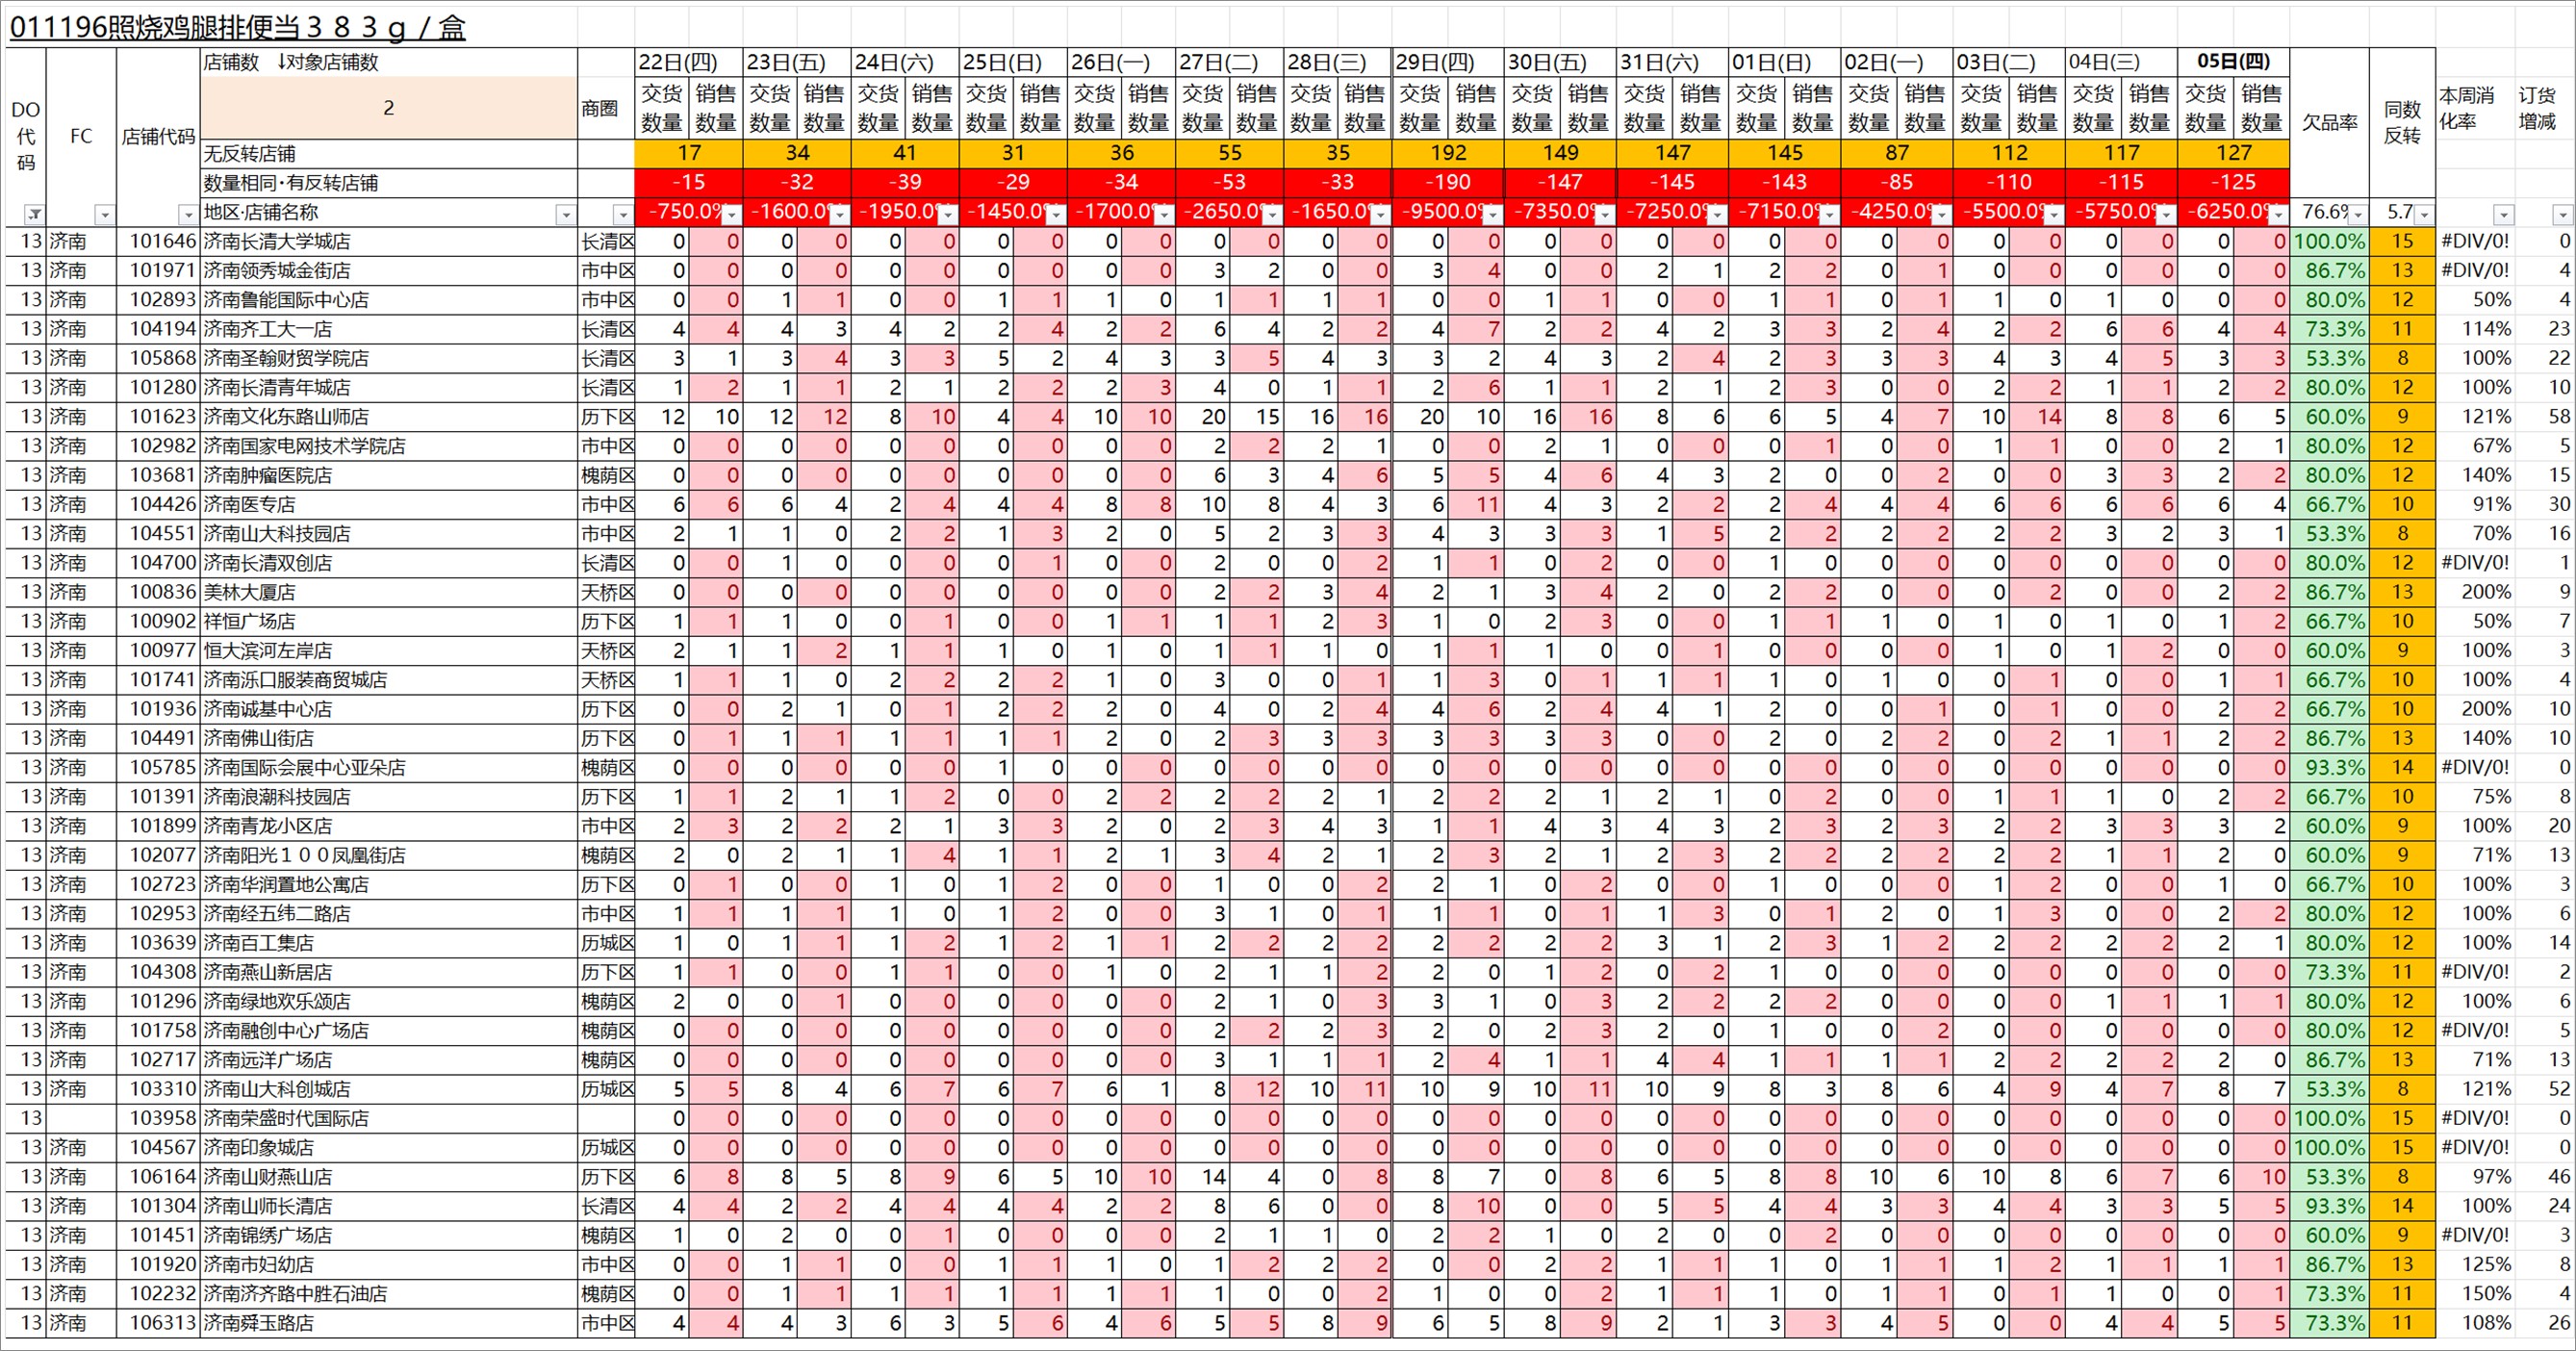 011196照烧鸡腿排便当３８３ｇ／盒
DO代码 FC 店铺代码 店铺数 ↓对象店铺数 商圈 22日(四) 23日(五) 24日(六) 25日(日) 26日(一) 27日(二) 28日(三) 29日(四) 30日(五) 31日(六) 01日(日) 02日(一) 03日(二) 04日(三) 05日(四) 欠品率 同数反转 本周消化率 订货增减
2 交货数量 销售数量 交货数量 销售数量 交货数量 销售数量 交货数量 销售数量 交货数量 销售数量 交货数量 销售数量 交货数量 销售数量 交货数量 销售数量 交货数量 销售数量 交货数量 销售数量 交货数量 销售数量 交货数量 销售数量 交货数量 销售数量 交货数量 销售数量 交货数量 销售数量
无反转店铺 17 34 41 31 36 55 35 192 149 147 145 87 112 117 127
数量相同·有反转店铺 -15 -32 -39 -29 -34 -53 -33 -190 -147 -145 -143 -85 -110 -115 -125
地区·店铺名称 -750.0% -1600.0% -1950.0% -1450.0% -1700.0% -2650.0% -1650.0% -9500.0% -7350.0% -7250.0% -7150.0% -4250.0% -5500.0% -5750.0% -6250.0% 76.6% 5.7
13 济南 101646 济南长清大学城店 长清区 0 0 0 0 0 0 0 0 0 0 0 0 0 0 0 0 0 0 0 0 0 0 0 0 0 0 0 0 0 0 100.0% 15 #DIV/0! 0
13 济南 101971 济南领秀城金街店 市中区 0 0 0 0 0 0 0 0 0 0 3 2 0 0 3 4 0 0 2 1 2 2 0 1 0 0 0 0 0 0 86.7% 13 #DIV/0! 4
13 济南 102893 济南鲁能国际中心店 市中区 0 0 1 1 0 0 1 1 1 0 1 1 1 1 0 0 1 1 0 0 1 1 0 1 1 0 1 0 0 0 80.0% 12 50% 4
13 济南 104194 济南齐工大一店 长清区 4 4 4 3 4 2 2 4 2 2 6 4 2 2 4 7 2 2 4 2 3 3 2 4 2 2 6 6 4 4 73.3% 11 114% 23
13 济南 105868 济南圣翰财贸学院店 长清区 3 1 3 4 3 3 5 2 4 3 3 5 4 3 3 2 4 3 2 4 2 3 3 3 4 3 4 5 3 3 53.3% 8 100% 22
13 济南 101280 济南长清青年城店 长清区 1 2 1 1 2 1 2 2 2 3 4 0 1 1 2 6 1 1 2 1 2 3 0 0 2 2 1 1 2 2 80.0% 12 100% 10
13 济南 101623 济南文化东路山师店 历下区 12 10 12 12 8 10 4 4 10 10 20 15 16 16 20 10 16 16 8 6 6 5 4 7 10 14 8 8 6 5 60.0% 9 121% 58
13 济南 102982 济南国家电网技术学院店 市中区 0 0 0 0 0 0 0 0 0 0 2 2 2 1 0 0 2 1 0 0 0 1 0 0 1 1 0 0 2 1 80.0% 12 67% 5
13 济南 103681 济南肿瘤医院店 槐荫区 0 0 0 0 0 0 0 0 0 0 6 3 4 6 5 5 4 6 4 3 2 0 0 2 0 0 3 3 2 2 80.0% 12 140% 15
13 济南 104426 济南医专店 市中区 6 6 6 4 2 4 4 4 8 8 10 8 4 3 6 11 4 3 2 2 2 4 4 4 6 6 6 6 6 4 66.7% 10 91% 30
13 济南 104551 济南山大科技园店 市中区 2 1 1 0 2 2 1 3 2 0 5 2 3 3 4 3 3 3 1 5 2 2 2 2 2 2 3 2 3 1 53.3% 8 70% 16
13 济南 104700 济南长清双创店 长清区 0 0 1 0 0 0 0 1 0 0 2 0 0 2 1 1 0 2 0 0 1 0 0 0 0 0 0 0 0 0 80.0% 12 #DIV/0! 1
13 济南 100836 美林大厦店 天桥区 0 0 0 0 0 0 0 0 0 0 2 2 3 4 2 1 3 4 2 0 2 2 0 0 0 2 0 0 2 2 86.7% 13 200% 9
13 济南 100902 祥恒广场店 历下区 1 1 1 0 0 1 0 0 1 1 1 1 2 3 1 0 2 3 0 0 1 1 1 0 1 0 1 0 1 2 66.7% 10 50% 7
13 济南 100977 恒大滨河左岸店 天桥区 2 1 1 2 1 1 1 0 1 0 1 1 1 0 1 1 1 0 0 1 0 0 0 0 1 0 1 2 0 0 60.0% 9 100% 3
13 济南 101741 济南泺口服装商贸城店 天桥区 1 1 1 0 2 2 2 2 1 0 3 0 0 1 1 3 0 1 1 1 1 0 1 0 0 1 0 0 1 1 66.7% 10 100% 4
13 济南 101936 济南诚基中心店 历下区 0 0 2 1 0 1 2 2 2 0 4 0 2 4 4 6 2 4 4 1 2 0 0 1 0 1 0 0 2 2 66.7% 10 200% 10
13 济南 104491 济南佛山街店 历下区 0 1 1 1 1 1 1 1 2 0 2 3 3 3 3 3 3 3 0 0 2 0 2 2 0 2 1 1 2 2 86.7% 13 140% 10
13 济南 105785 济南国际会展中心亚朵店 槐荫区 0 0 0 0 0 0 1 0 0 0 0 0 0 0 0 0 0 0 0 0 0 0 0 0 0 0 0 0 0 0 93.3% 14 #DIV/0! 0
13 济南 101391 济南浪潮科技园店 历下区 1 1 2 1 1 2 0 0 2 2 2 2 2 1 2 2 2 1 2 1 0 2 0 0 1 1 1 0 2 2 66.7% 10 75% 8
13 济南 101899 济南青龙小区店 市中区 2 3 2 2 2 1 3 3 2 0 2 3 4 3 1 1 4 3 4 3 2 3 2 3 2 2 3 3 3 2 60.0% 9 100% 20
13 济南 102077 济南阳光１００凤凰街店 槐荫区 2 0 2 1 1 4 1 1 2 1 3 4 2 1 2 3 2 1 2 3 2 2 2 2 2 2 1 1 2 0 60.0% 9 71% 13
13 济南 102723 济南华润置地公寓店 历下区 0 1 0 0 1 0 1 2 0 0 1 0 0 2 2 1 0 2 0 0 1 0 0 0 1 2 0 0 1 0 66.7% 10 100% 3
13 济南 102953 济南经五纬二路店 市中区 1 1 1 1 1 0 1 2 0 0 3 1 0 1 1 1 0 1 1 3 0 1 2 0 1 3 0 0 2 2 80.0% 12 100% 6
13 济南 103639 济南百工集店 历城区 1 0 1 1 1 2 1 2 1 1 2 2 2 2 2 2 2 2 3 1 2 3 1 2 2 2 2 2 2 1 80.0% 12 100% 14
13 济南 104308 济南燕山新居店 历下区 1 1 0 0 1 1 0 0 1 0 2 1 1 2 2 0 1 2 0 2 1 0 0 0 0 0 0 0 0 0 73.3% 11 #DIV/0! 2
13 济南 101296 济南绿地欢乐颂店 槐荫区 2 0 0 1 0 0 0 0 0 0 2 1 0 3 3 1 0 3 2 2 2 2 0 0 0 0 1 1 1 1 80.0% 12 100% 6
13 济南 101758 济南融创中心广场店 槐荫区 0 0 0 0 0 0 0 0 0 0 2 2 2 3 2 0 2 3 2 0 1 0 0 2 0 0 0 0 0 0 80.0% 12 #DIV/0! 5
13 济南 102717 济南远洋广场店 槐荫区 0 0 0 0 0 0 0 0 0 0 3 1 1 1 2 4 1 1 4 4 1 1 1 1 2 2 2 2 2 0 86.7% 13 71% 13
13 济南 103310 济南山大科创城店 历城区 5 5 8 4 6 7 6 7 6 1 8 12 10 11 10 9 10 11 10 9 8 3 8 6 4 9 4 7 8 7 53.3% 8 121% 52
13 103958 济南荣盛时代国际店 0 0 0 0 0 0 0 0 0 0 0 0 0 0 0 0 0 0 0 0 0 0 0 0 0 0 0 0 0 0 100.0% 15 #DIV/0! 0
13 济南 104567 济南印象城店 历城区 0 0 0 0 0 0 0 0 0 0 0 0 0 0 0 0 0 0 0 0 0 0 0 0 0 0 0 0 0 0 100.0% 15 #DIV/0! 0
13 济南 106164 济南山财燕山店 历下区 6 8 8 5 8 9 6 5 10 10 14 4 0 8 8 7 0 8 6 5 8 8 10 6 10 8 6 7 6 10 53.3% 8 97% 46
13 济南 101304 济南山师长清店 长清区 4 4 2 2 4 4 4 4 2 2 8 6 0 0 8 10 0 0 5 5 4 4 3 3 4 4 3 3 5 5 93.3% 14 100% 24
13 济南 101451 济南锦绣广场店 槐荫区 1 0 2 0 0 1 0 0 0 0 2 1 1 0 2 2 1 0 2 0 0 2 0 0 0 0 0 0 0 0 60.0% 9 #DIV/0! 3
13 济南 101920 济南市妇幼店 市中区 0 0 1 1 0 0 1 1 1 0 1 2 2 2 0 0 2 2 1 1 1 0 1 1 1 2 1 1 1 1 86.7% 13 125% 8
13 济南 102232 济南济齐路中胜石油店 槐荫区 0 0 1 1 1 1 1 1 1 1 1 0 0 2 1 0 0 2 1 1 1 0 0 1 0 1 1 0 0 1 73.3% 11 150% 4
13 济南 106313 济南舜玉路店 市中区 4 4 4 3 6 3 5 6 4 6 5 5 8 9 6 5 8 9 2 1 3 3 4 5 0 0 4 4 5 5 73.3% 11 108% 26